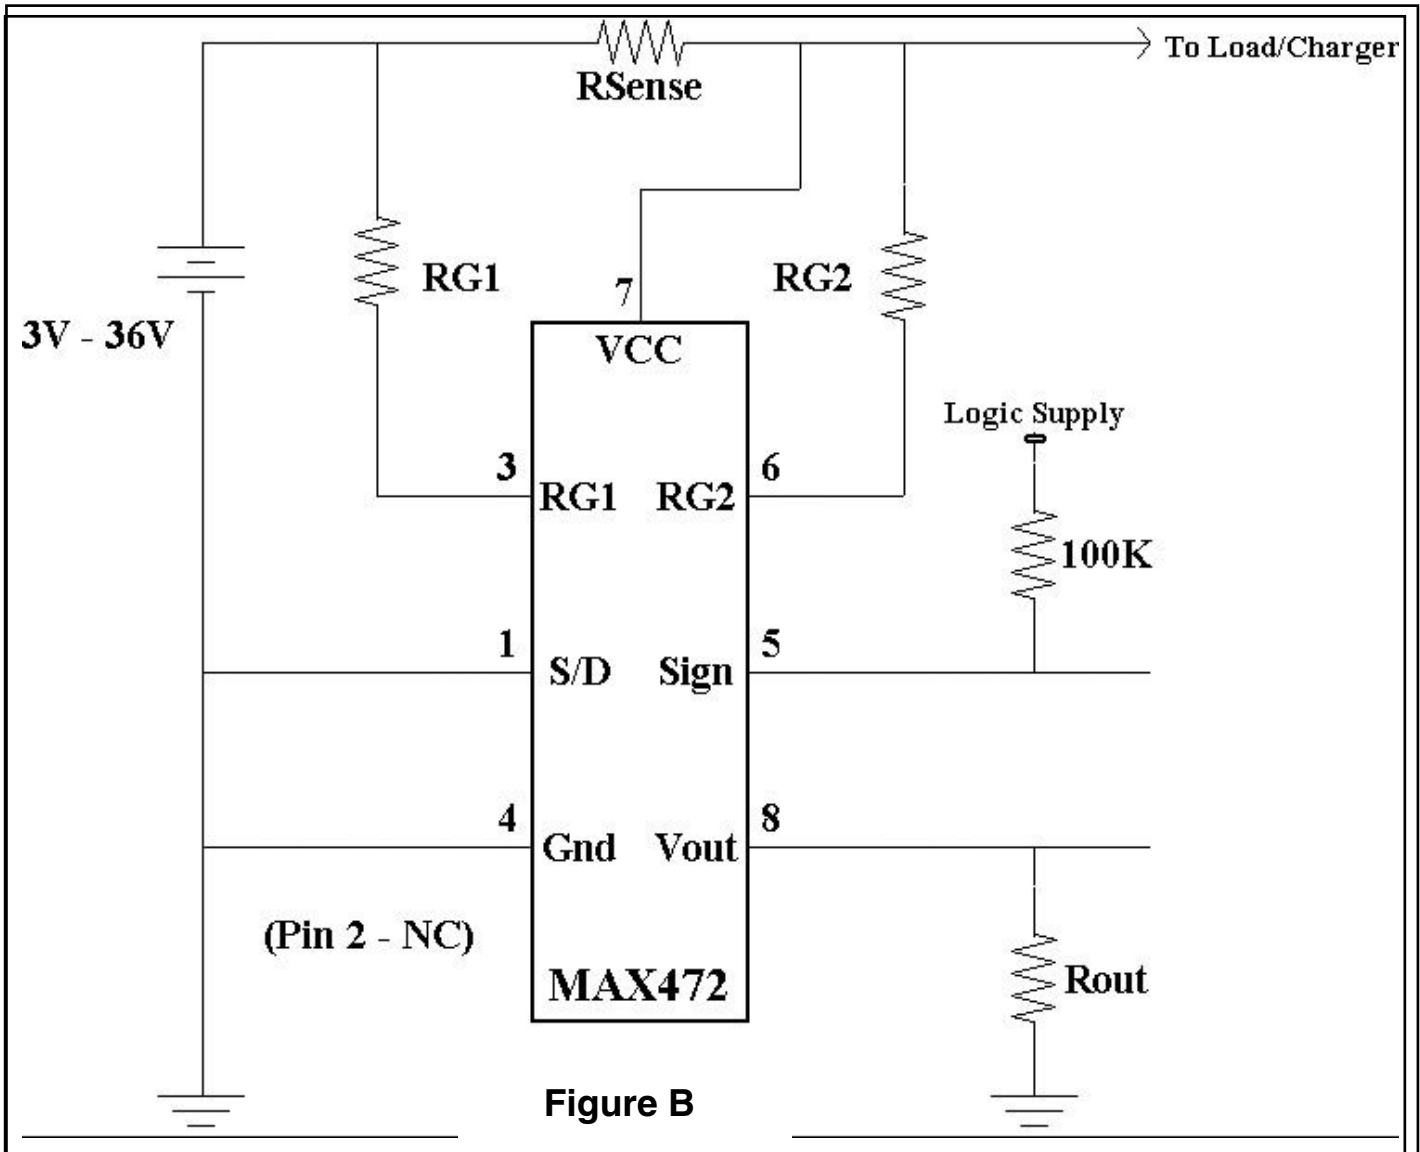 To Load/Charger
RSense
RG1
RG2
7
3V - 36V
VCC
Logic Supply
3
6
RG1
RG2
100K
1
5
S/D
Sign
4
8
Gnd
Vout
(Pin 2 - NC)
MAX472
Rout
Figure B